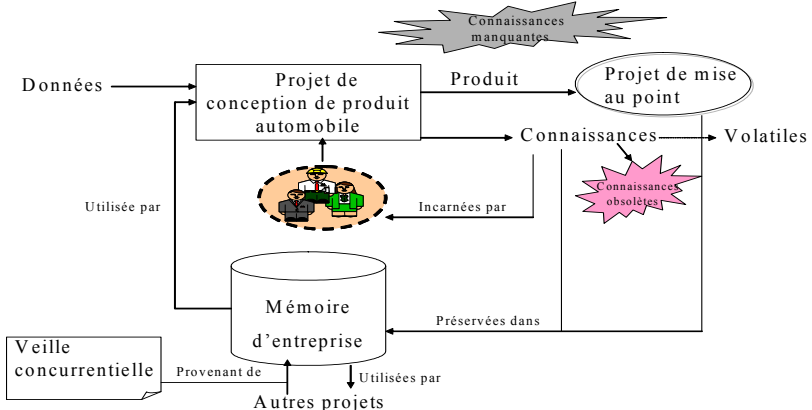 Connaissances
manquantes
Données
Projet de
conception de produit
automobile
Produit
Projet de mise
au point
Connaissances
Volatiles
Connaissances
obsolètes
Utilisée par
Incarnées par
Mémoire
d'entreprise
Préservées dans
Veille
concurrentielle
Provenant de
Utilisées par
Autres projets